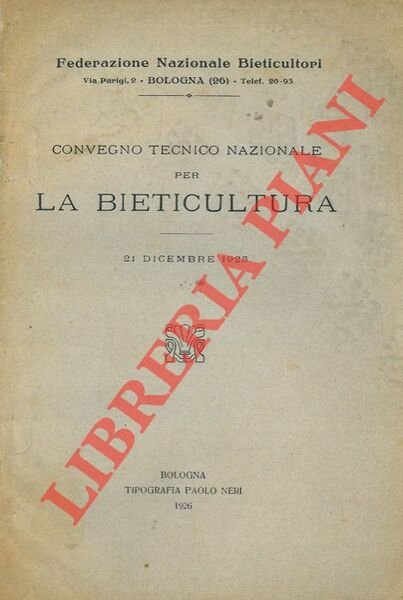 Federazione Nazionale Bieticultori
Via Parigi, 2 - BOLOGNA (26) - Telef. 20-95
CONVEGNO TECNICO NAZIONALE
PER
LA BIETICULTURA
21 DICEMBRE 1925
LIBRERIA PIANI
BOLOGNA
TIPOGRAFIA PAOLO NERI
1926